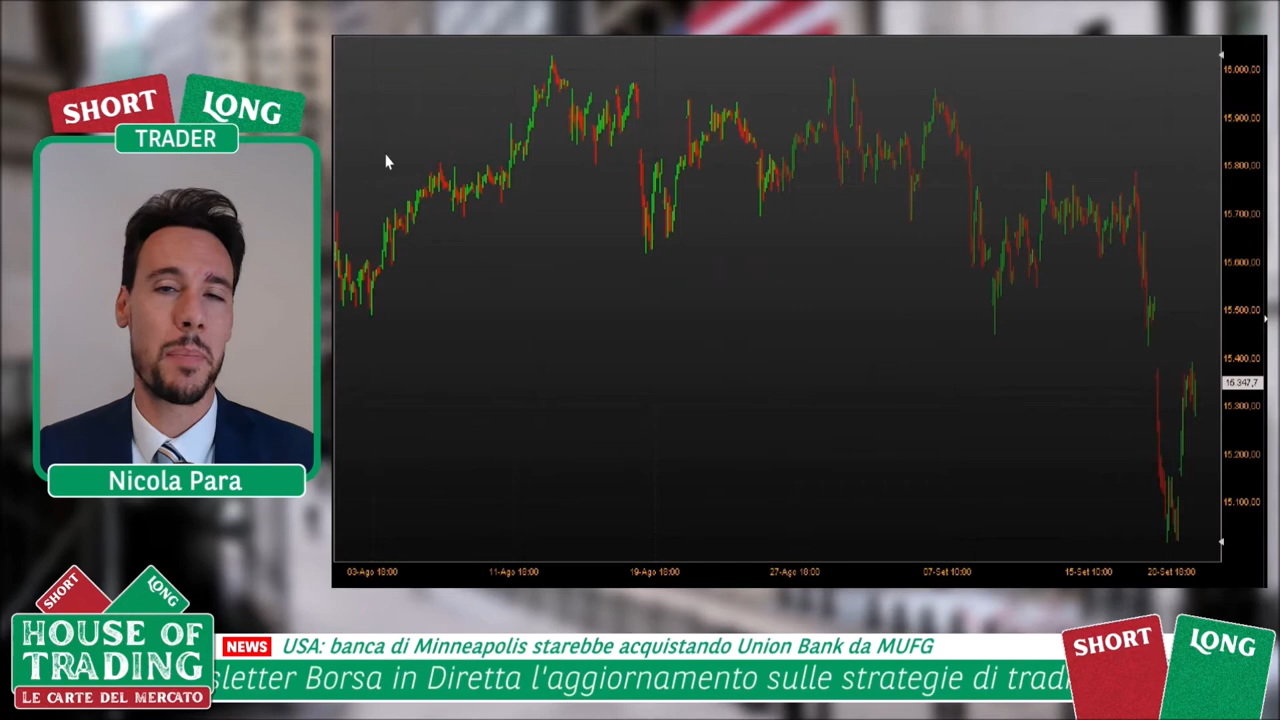 SHORT
LONG
TRADER
Nicola Para
16.000,00
15.900,00
15.800,00
15.700,00
15.600,00
15.500,00
15.400,00
15.347,7
15.300,00
15.200,00
15.100,00
03-Ago 18:00
11-Ago 18:00
19-Ago 18:00
27-Ago 18:00
07-Set 10:00
15-Set 10:00
20-Set 18:00
SHORT
LONG
HOUSE OF
TRADING
LE CARTE DEL MERCATO
NEWS USA: banca di Minneapolis starebbe acquistando Union Bank da MUFG
sletter Borsa in Diretta l'aggiornamento sulle strategie di tradi
SHORT
LONG